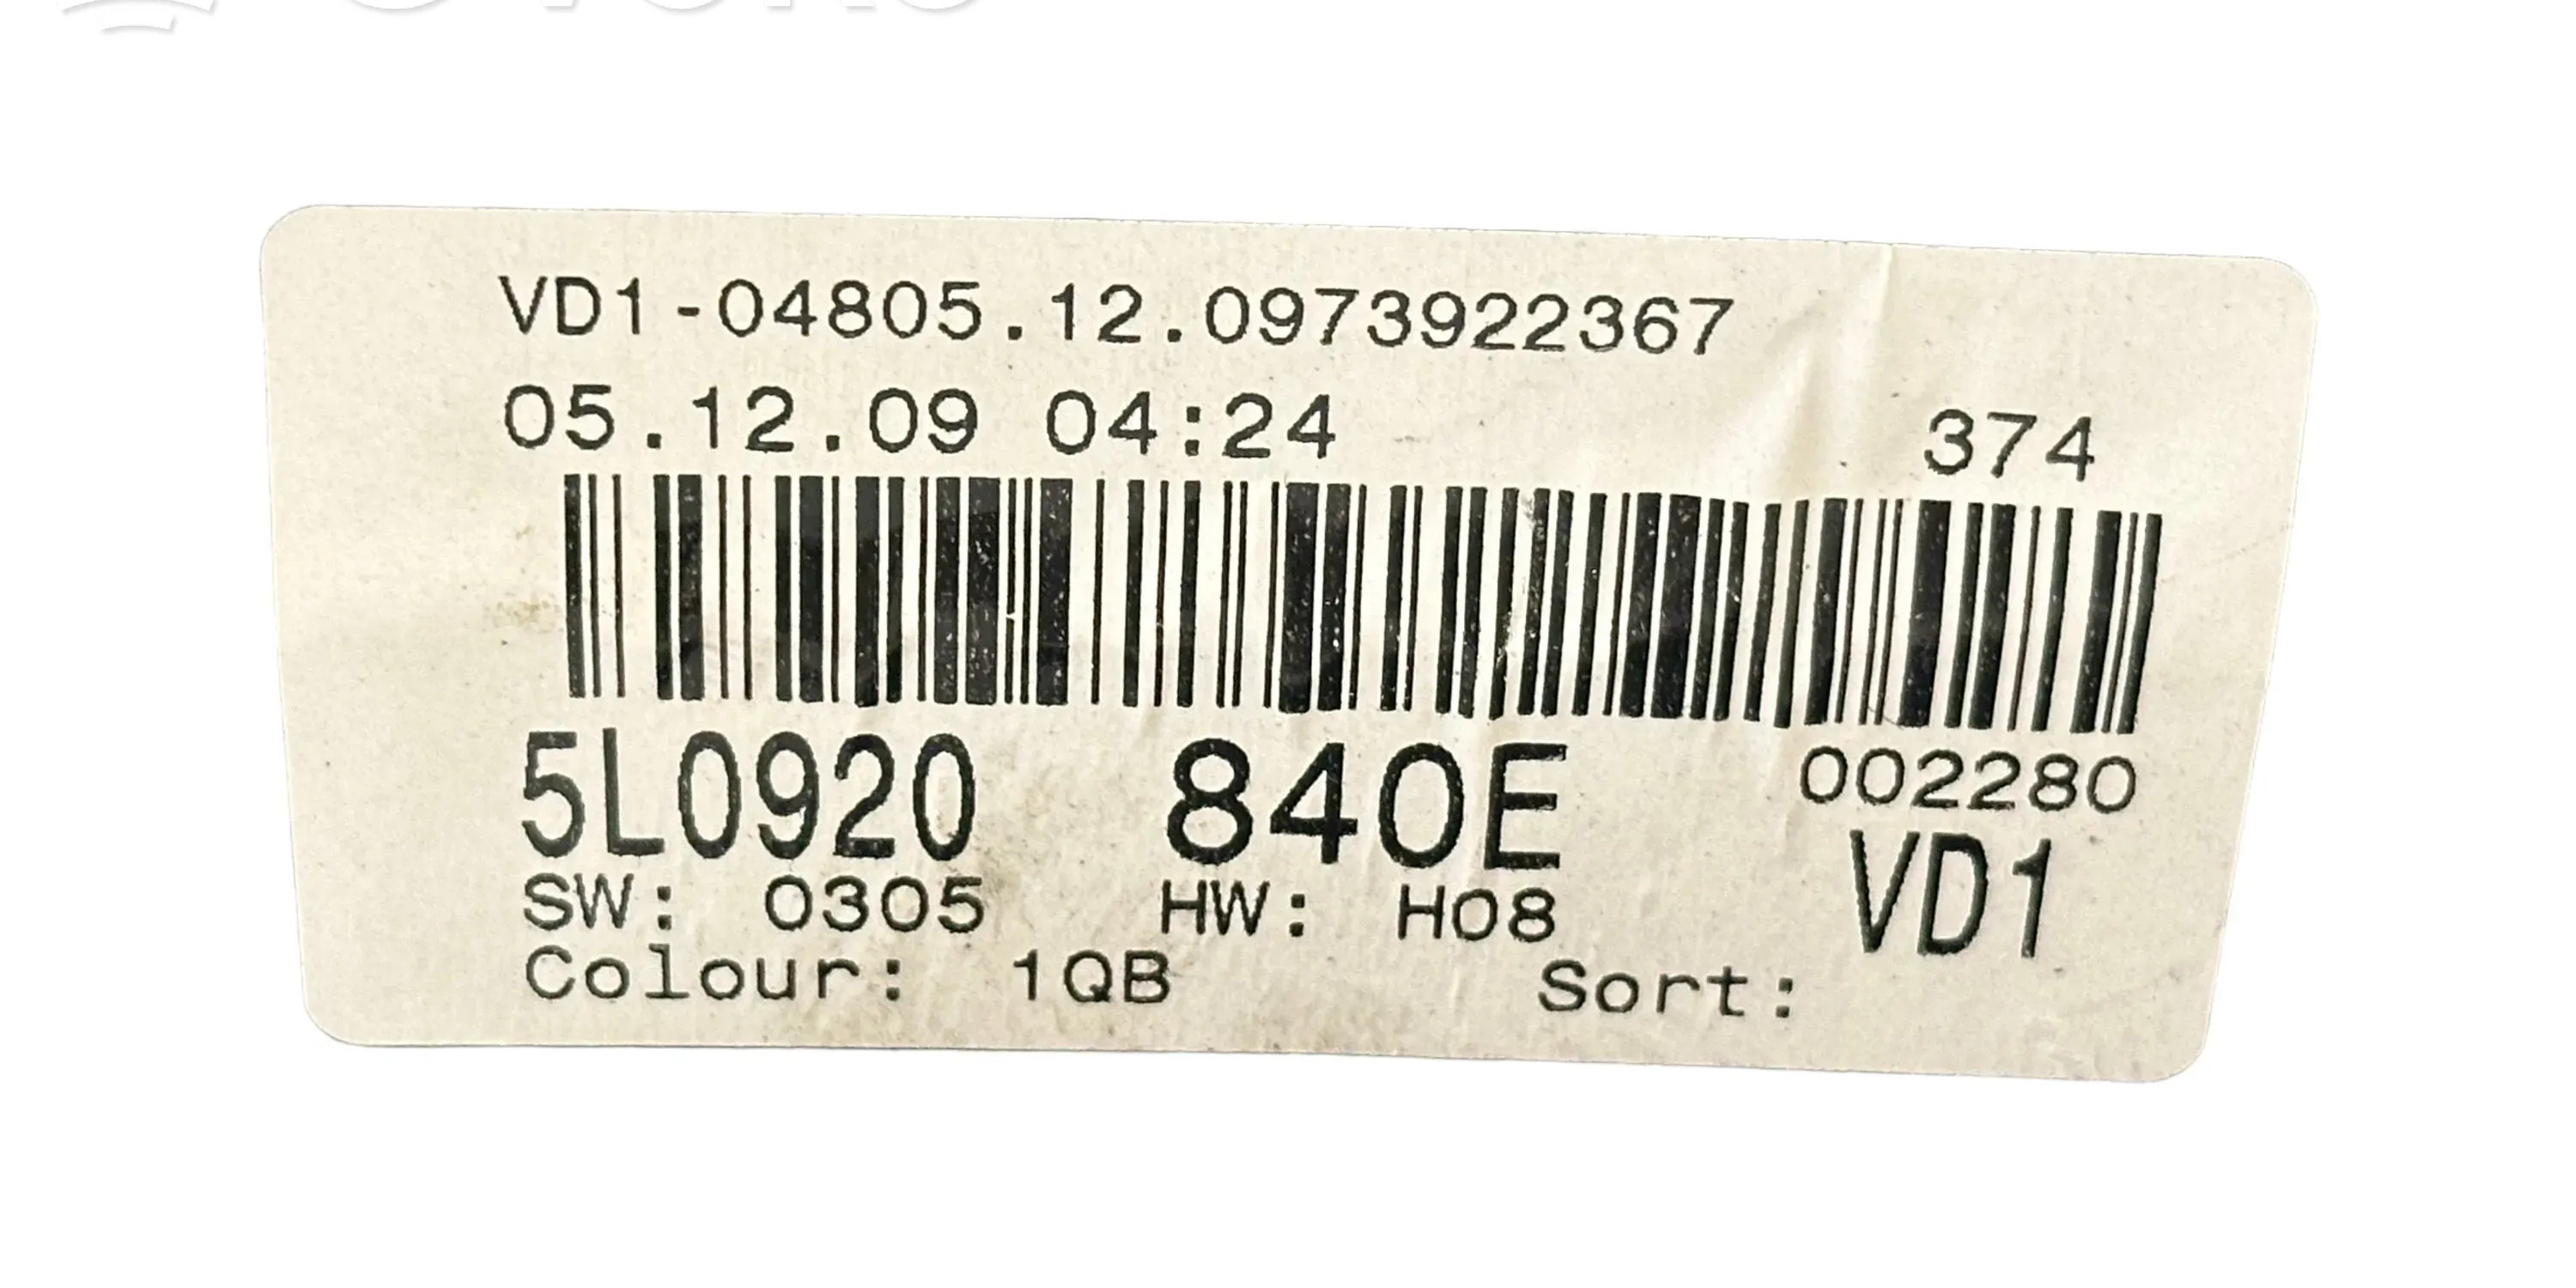 VD1-04805.12.0973922367
05.12.09 04:24 374
5L0920 840E 002280
SW: 0305 HW: H08 VD1
Colour: 1QB Sort: